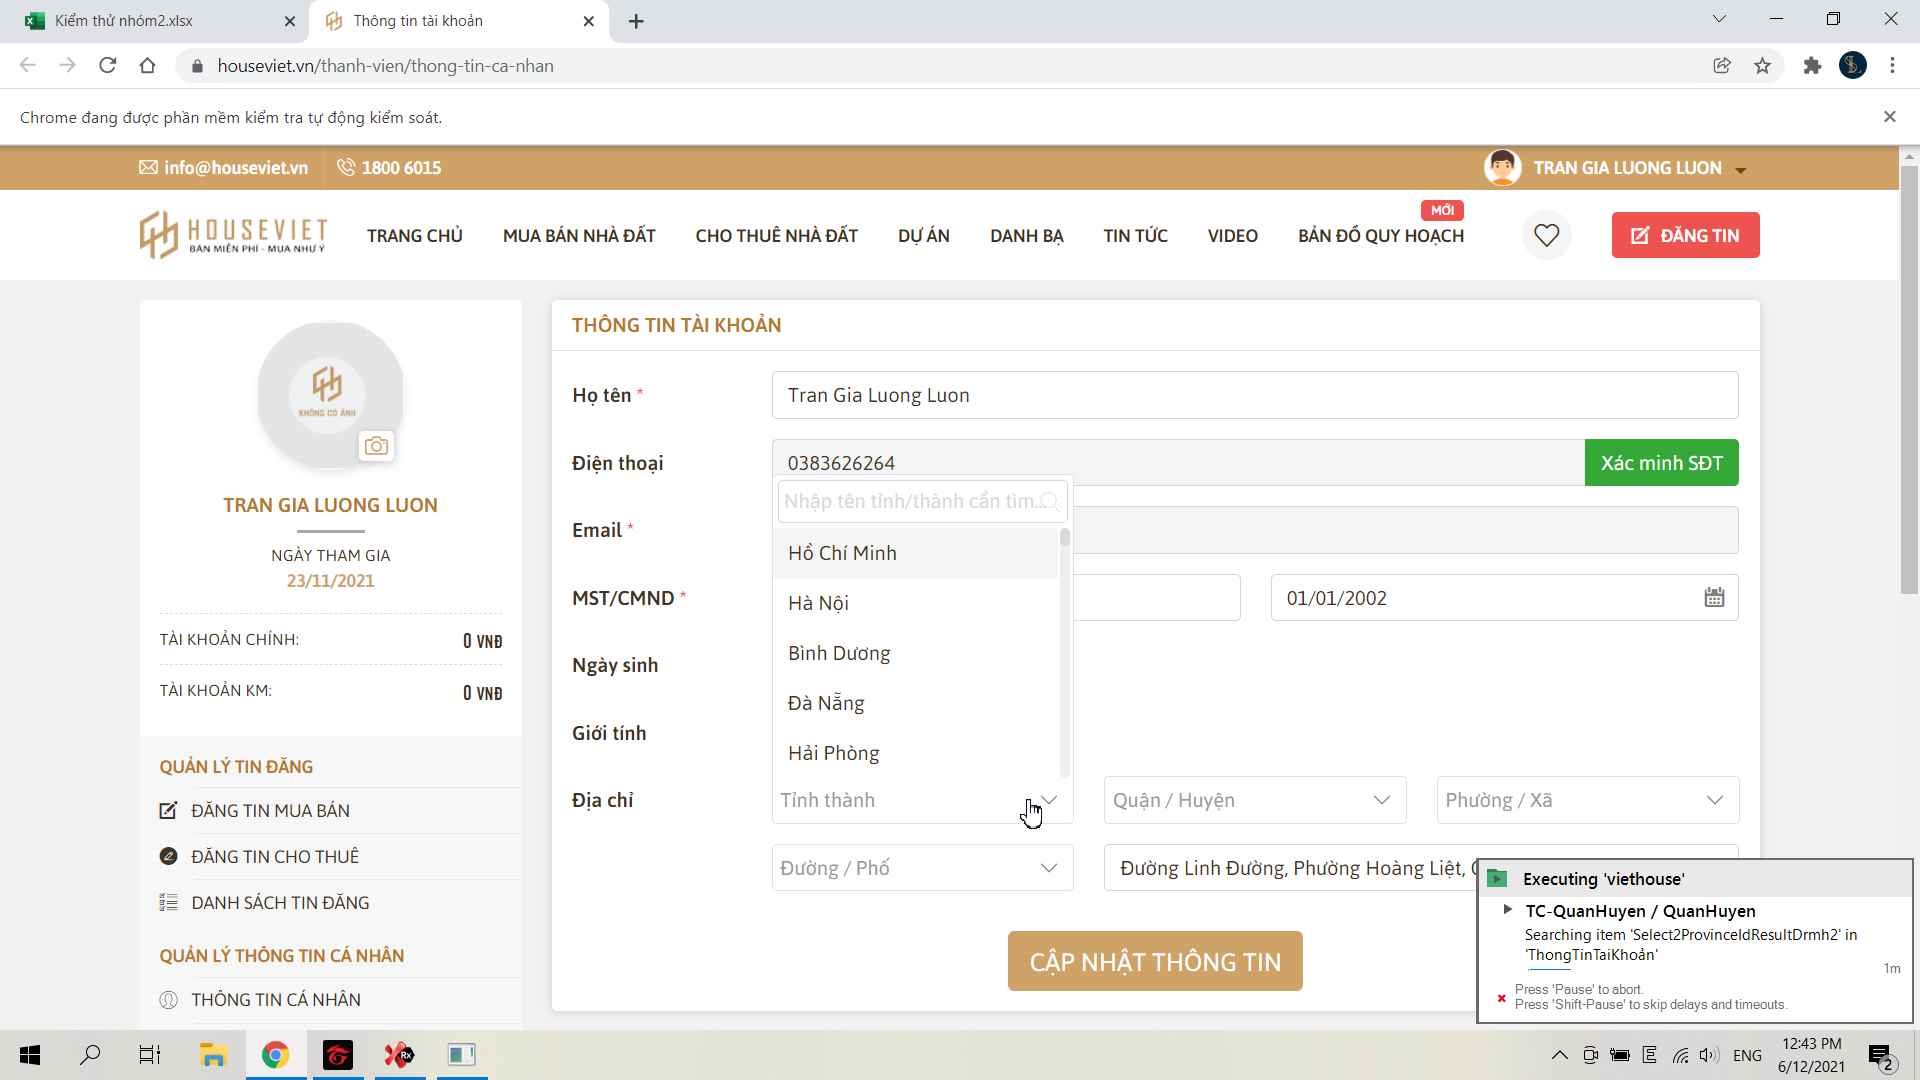 Kiểm thử nhóm2.xlsx
Thông tin tài khoản
houseviet.vn/thanh-vien/thong-tin-ca-nhan
Chrome đang được phần mềm kiểm tra tự động kiểm soát.
info@houseviet.vn
1800 6015
TRAN GIA LUONG LUON
HOUSEVIET
BÁN MIỄN PHÍ - MUA NHƯ Ý
TRANG CHỦ
MUA BÁN NHÀ ĐẤT
CHO THUÊ NHÀ ĐẤT
DỰ ÁN
DANH BẠ
TIN TỨC
VIDEO
BẢN ĐỒ QUY HOẠCH
MỚI
ĐĂNG TIN
KHÔNG CÓ ẢNH
TRAN GIA LUONG LUON
NGÀY THAM GIA
23/11/2021
TÀI KHOẢN CHÍNH: 0 VNĐ
TÀI KHOẢN KM: 0 VNĐ
QUẢN LÝ TIN ĐĂNG
ĐĂNG TIN MUA BÁN
ĐĂNG TIN CHO THUÊ
DANH SÁCH TIN ĐĂNG
QUẢN LÝ THÔNG TIN CÁ NHÂN
THÔNG TIN CÁ NHÂN
THÔNG TIN TÀI KHOẢN
Họ tên *
Tran Gia Luong Luon
Điện thoại
0383626264
Xác minh SĐT
Nhập tên tỉnh/thành cần tìm...
Email *
Hồ Chí Minh
Hà Nội
MST/CMND *
01/01/2002
Bình Dương
Ngày sinh
Đà Nẵng
Giới tính
Hải Phòng
Địa chỉ
Tỉnh thành
Quận / Huyện
Phường / Xã
Đường / Phố
Đường Linh Đường, Phường Hoàng Liệt,
CẬP NHẬT THÔNG TIN
Executing 'viethouse'
TC-QuanHuyen / QuanHuyen
Searching item 'Select2ProvinceIdResultDrmh2' in
'ThongTinTaiKhoản'
1m
Press 'Pause' to abort.
Press 'Shift-Pause' to skip delays and timeouts.
Rx
ENG
12:43 PM
6/12/2021
2